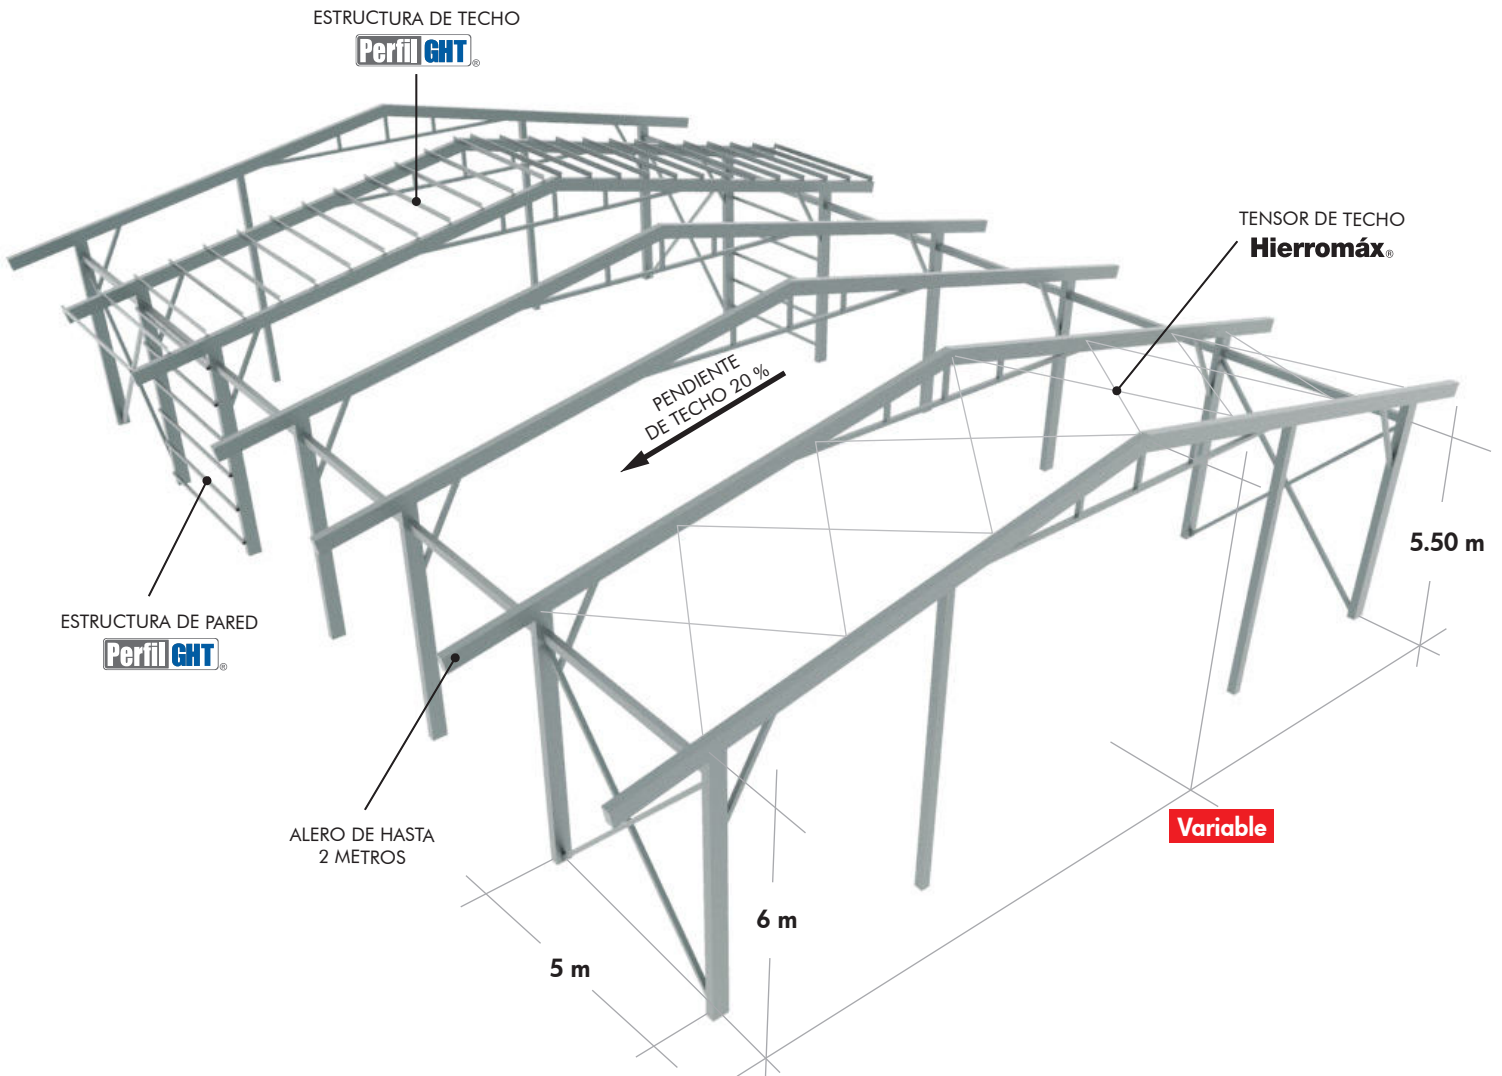 ESTRUCTURA DE TECHO
Perfil GHT®
TENSOR DE TECHO
Hierromáx®
PENDIENTE
DE TECHO 20 %
5.50 m
ESTRUCTURA DE PARED
Perfil GHT®
ALERO DE HASTA
2 METROS
Variable
6 m
5 m